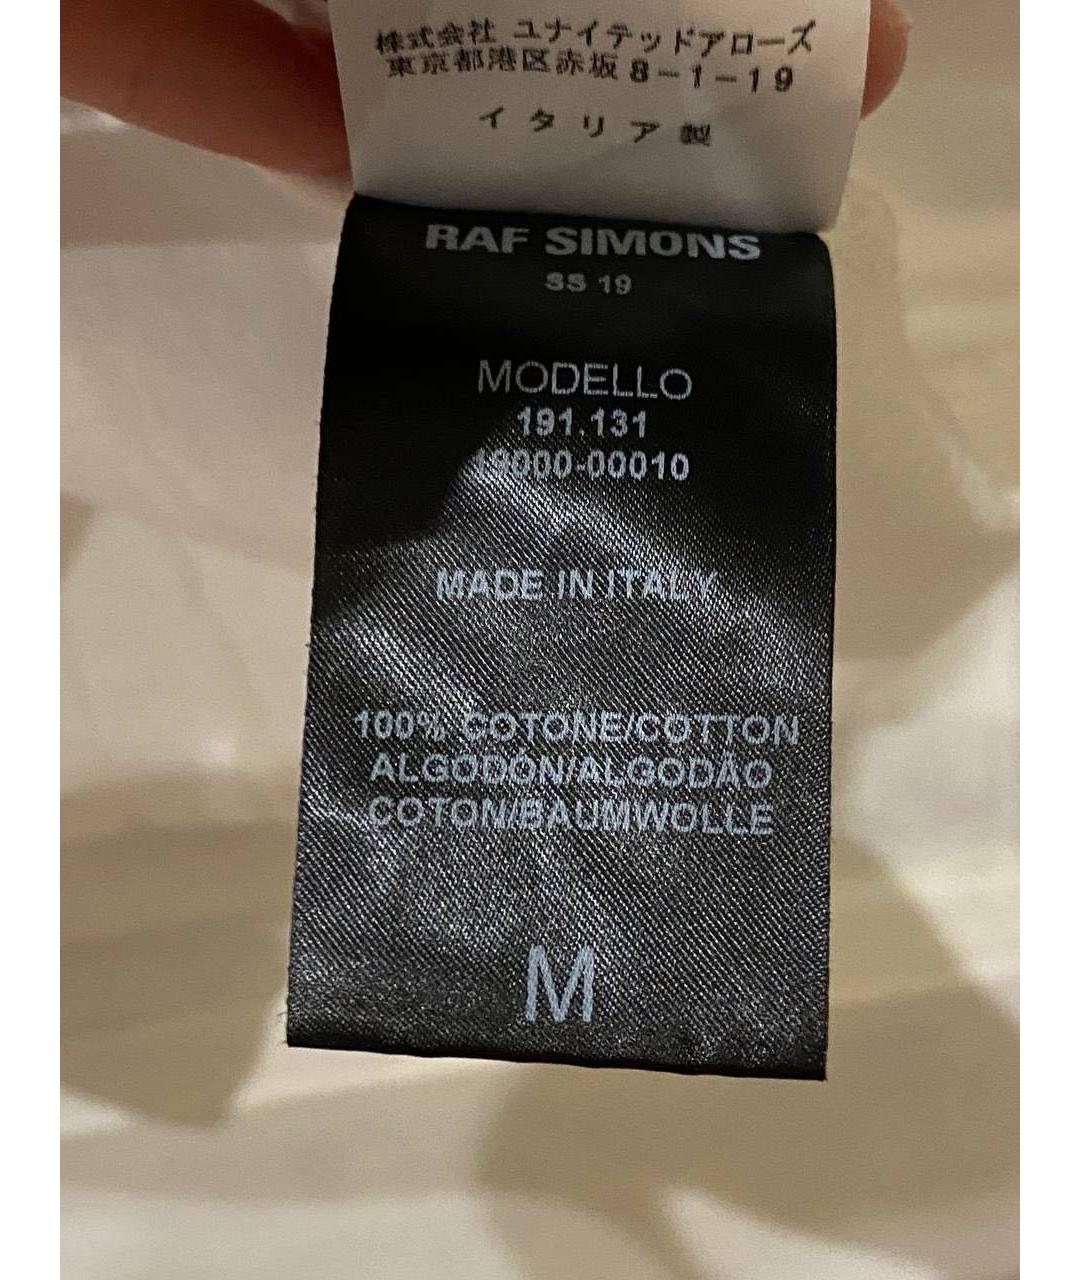 株式会社 ユナイテッドアローズ
東京都港区赤坂8-1-19
イタリア製
RAF SIMONS
SS 19
MODELLO
191.131
19000-00010
MADE IN ITALY
100% COTONE/COTTON
ALGODÓN/ALGODÃO
COTON/BAUMWOLLE
M